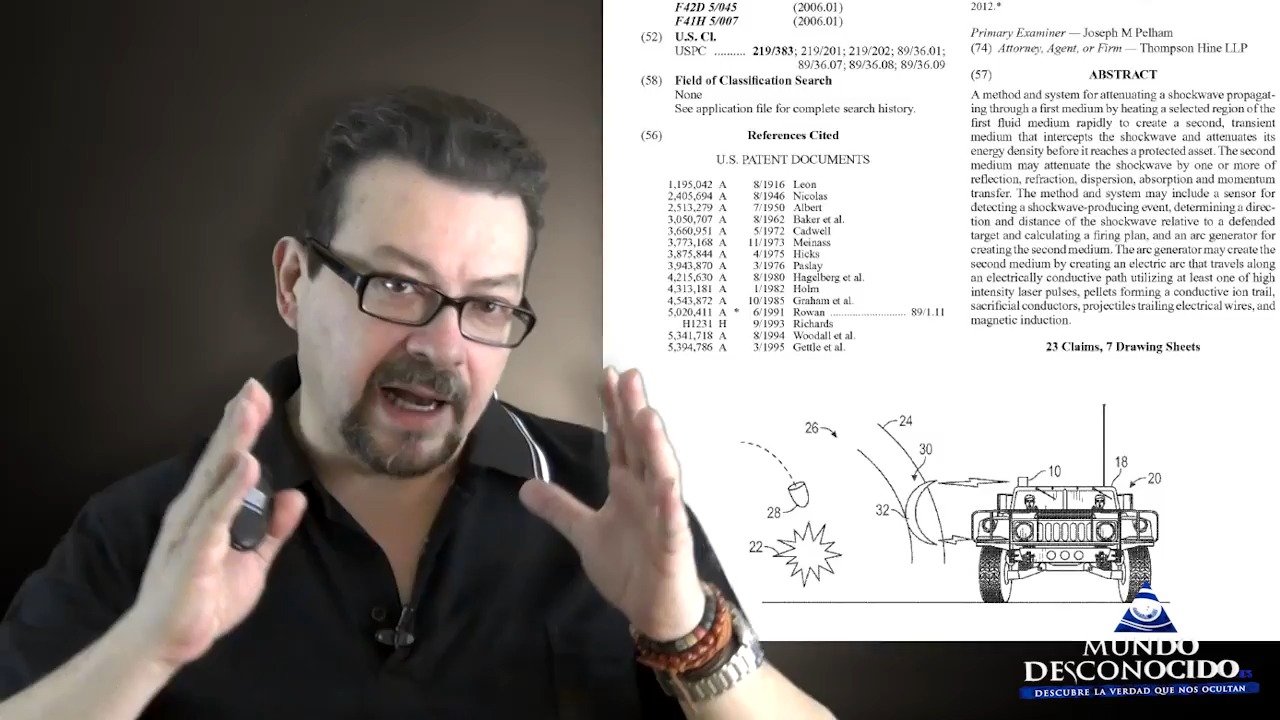 F42D 5/045 (2006.01)
F41H 5/007 (2006.01)
(52) U.S. Cl.
USPC .......... 219/383; 219/201; 219/202; 89/36.01;
89/36.07; 89/36.08; 89/36.09
(58) Field of Classification Search
None
See application file for complete search history.
(56) References Cited
U.S. PATENT DOCUMENTS
1,195,042 A 8/1916 Leon
2,405,694 A 8/1946 Nicolas
2,513,279 A 7/1950 Albert
3,050,707 A 8/1962 Baker et al.
3,660,951 A 5/1972 Cadwell
3,773,168 A 11/1973 Meinass
3,875,844 A 4/1975 Hicks
3,943,870 A 3/1976 Paslay
4,215,630 A 8/1980 Hagelberg et al.
4,313,181 A 1/1982 Holm
4,543,872 A 10/1985 Graham et al.
5,020,411 A * 6/1991 Rowan ........................ 89/1.11
H1231 H 9/1993 Richards
5,341,718 A 8/1994 Woodall et al.
5,394,786 A 3/1995 Gettle et al.
2012.*
Primary Examiner — Joseph M Pelham
(74) Attorney, Agent, or Firm — Thompson Hine LLP
(57) ABSTRACT
A method and system for attenuating a shockwave propagat-
ing through a first medium by heating a selected region of the
first fluid medium rapidly to create a second, transient
medium that intercepts the shockwave and attenuates its
energy density before it reaches a protected asset. The second
medium may attenuate the shockwave by one or more of
reflection, refraction, dispersion, absorption and momentum
transfer. The method and system may include a sensor for
detecting a shockwave-producing event, determining a direc-
tion and distance of the shockwave relative to a defended
target and calculating a firing plan, and an arc generator for
creating the second medium. The arc generator may create the
second medium by creating an electric arc that travels along
an electrically conductive path utilizing at least one of high
intensity laser pulses, pellets forming a conductive ion trail,
sacrificial conductors, projectiles trailing electrical wires, and
magnetic induction.
23 Claims, 7 Drawing Sheets
26
24
30
10
18
20
28
32
22
MUNDO
DESCONOCIDO.ES
DESCUBRE LA VERDAD QUE NOS OCULTAN